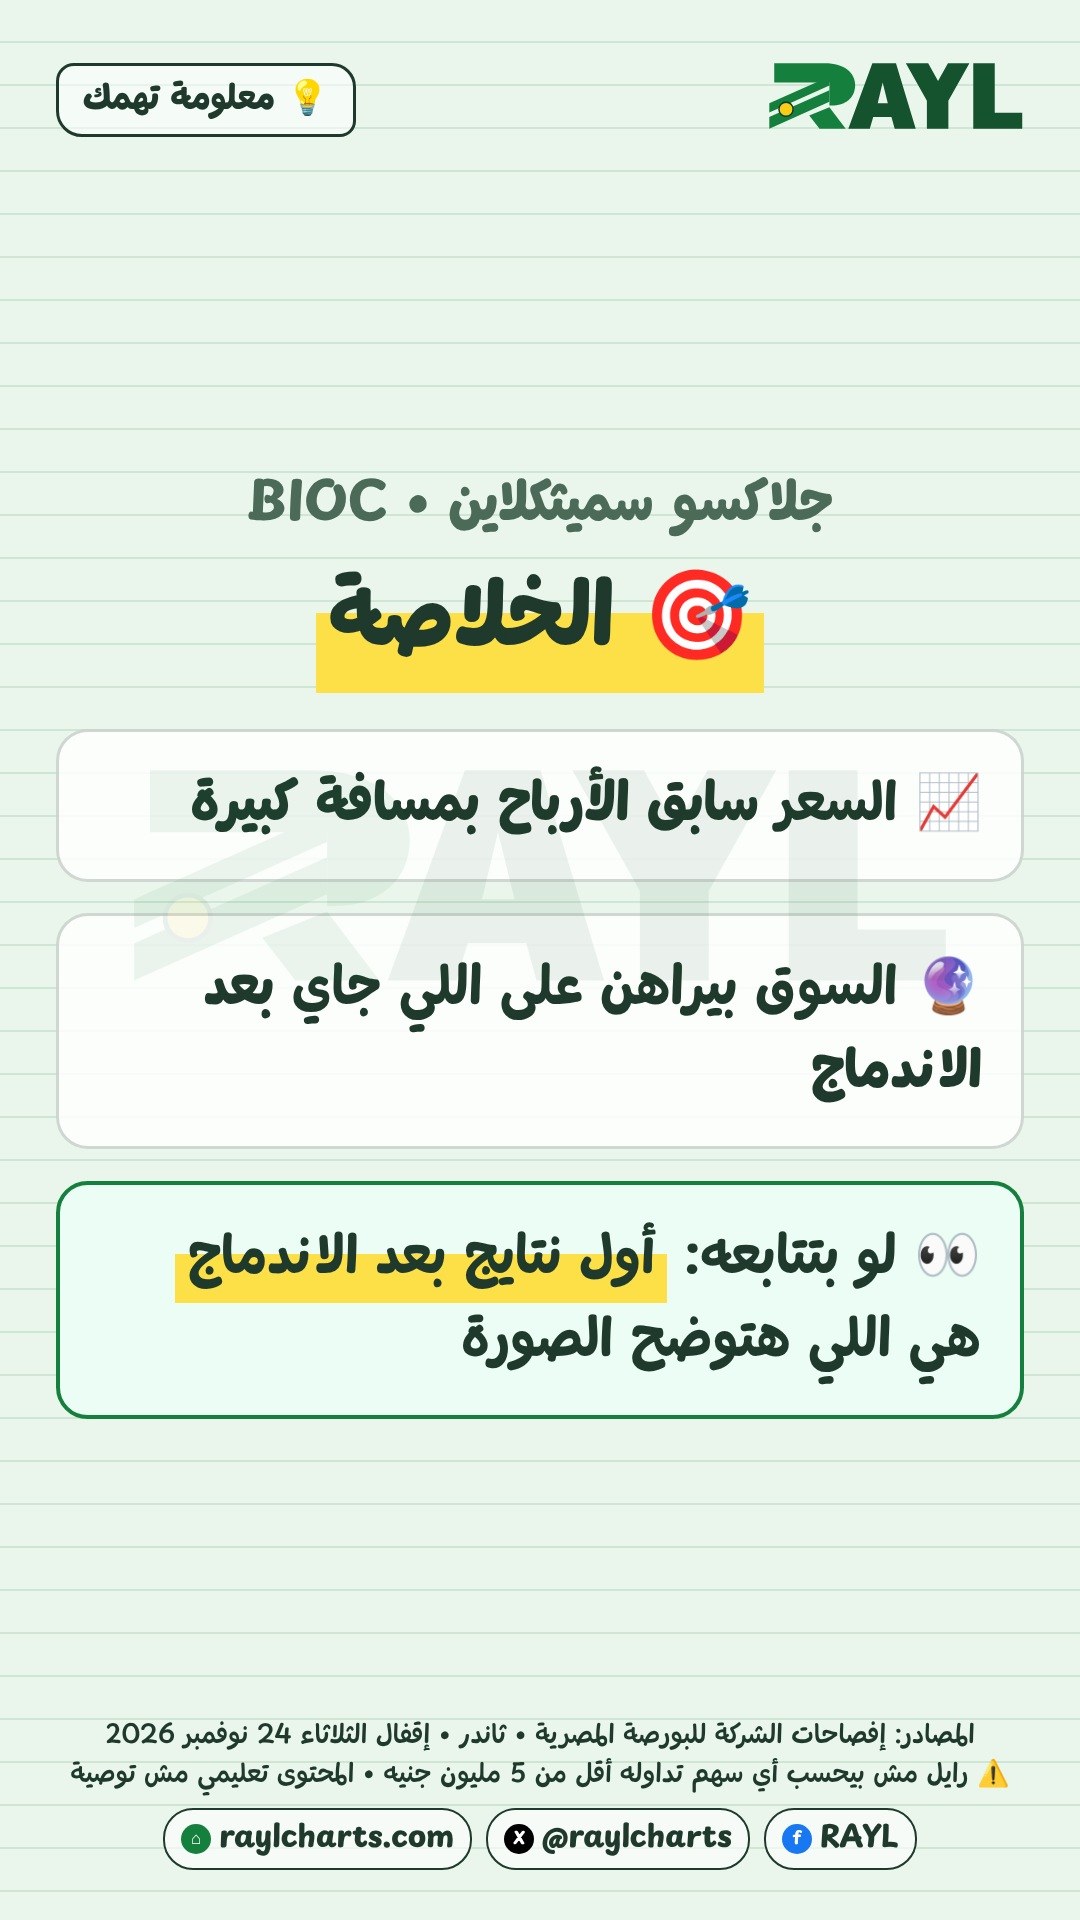 RAYL
💡 معلومة تهمك
جلاكسو سميثكلاين • BIOC
🎯 الخلاصة
📈 السعر سابق الأرباح بمسافة كبيرة
🔮 السوق بيراهن على اللي جاي بعد
الاندماج
👀 لو بتتابعه: أول نتايج بعد الاندماج
هي اللي هتوضح الصورة
RAYL
المصادر: إفصاحات الشركة للبورصة المصرية • ثاندر • إقفال الثلاثاء 24 نوفمبر 2026
⚠️ رايل مش بيحسب أي سهم تداوله أقل من 5 مليون جنيه • المحتوى تعليمي مش توصية
RAYL
@raylcharts
raylcharts.com